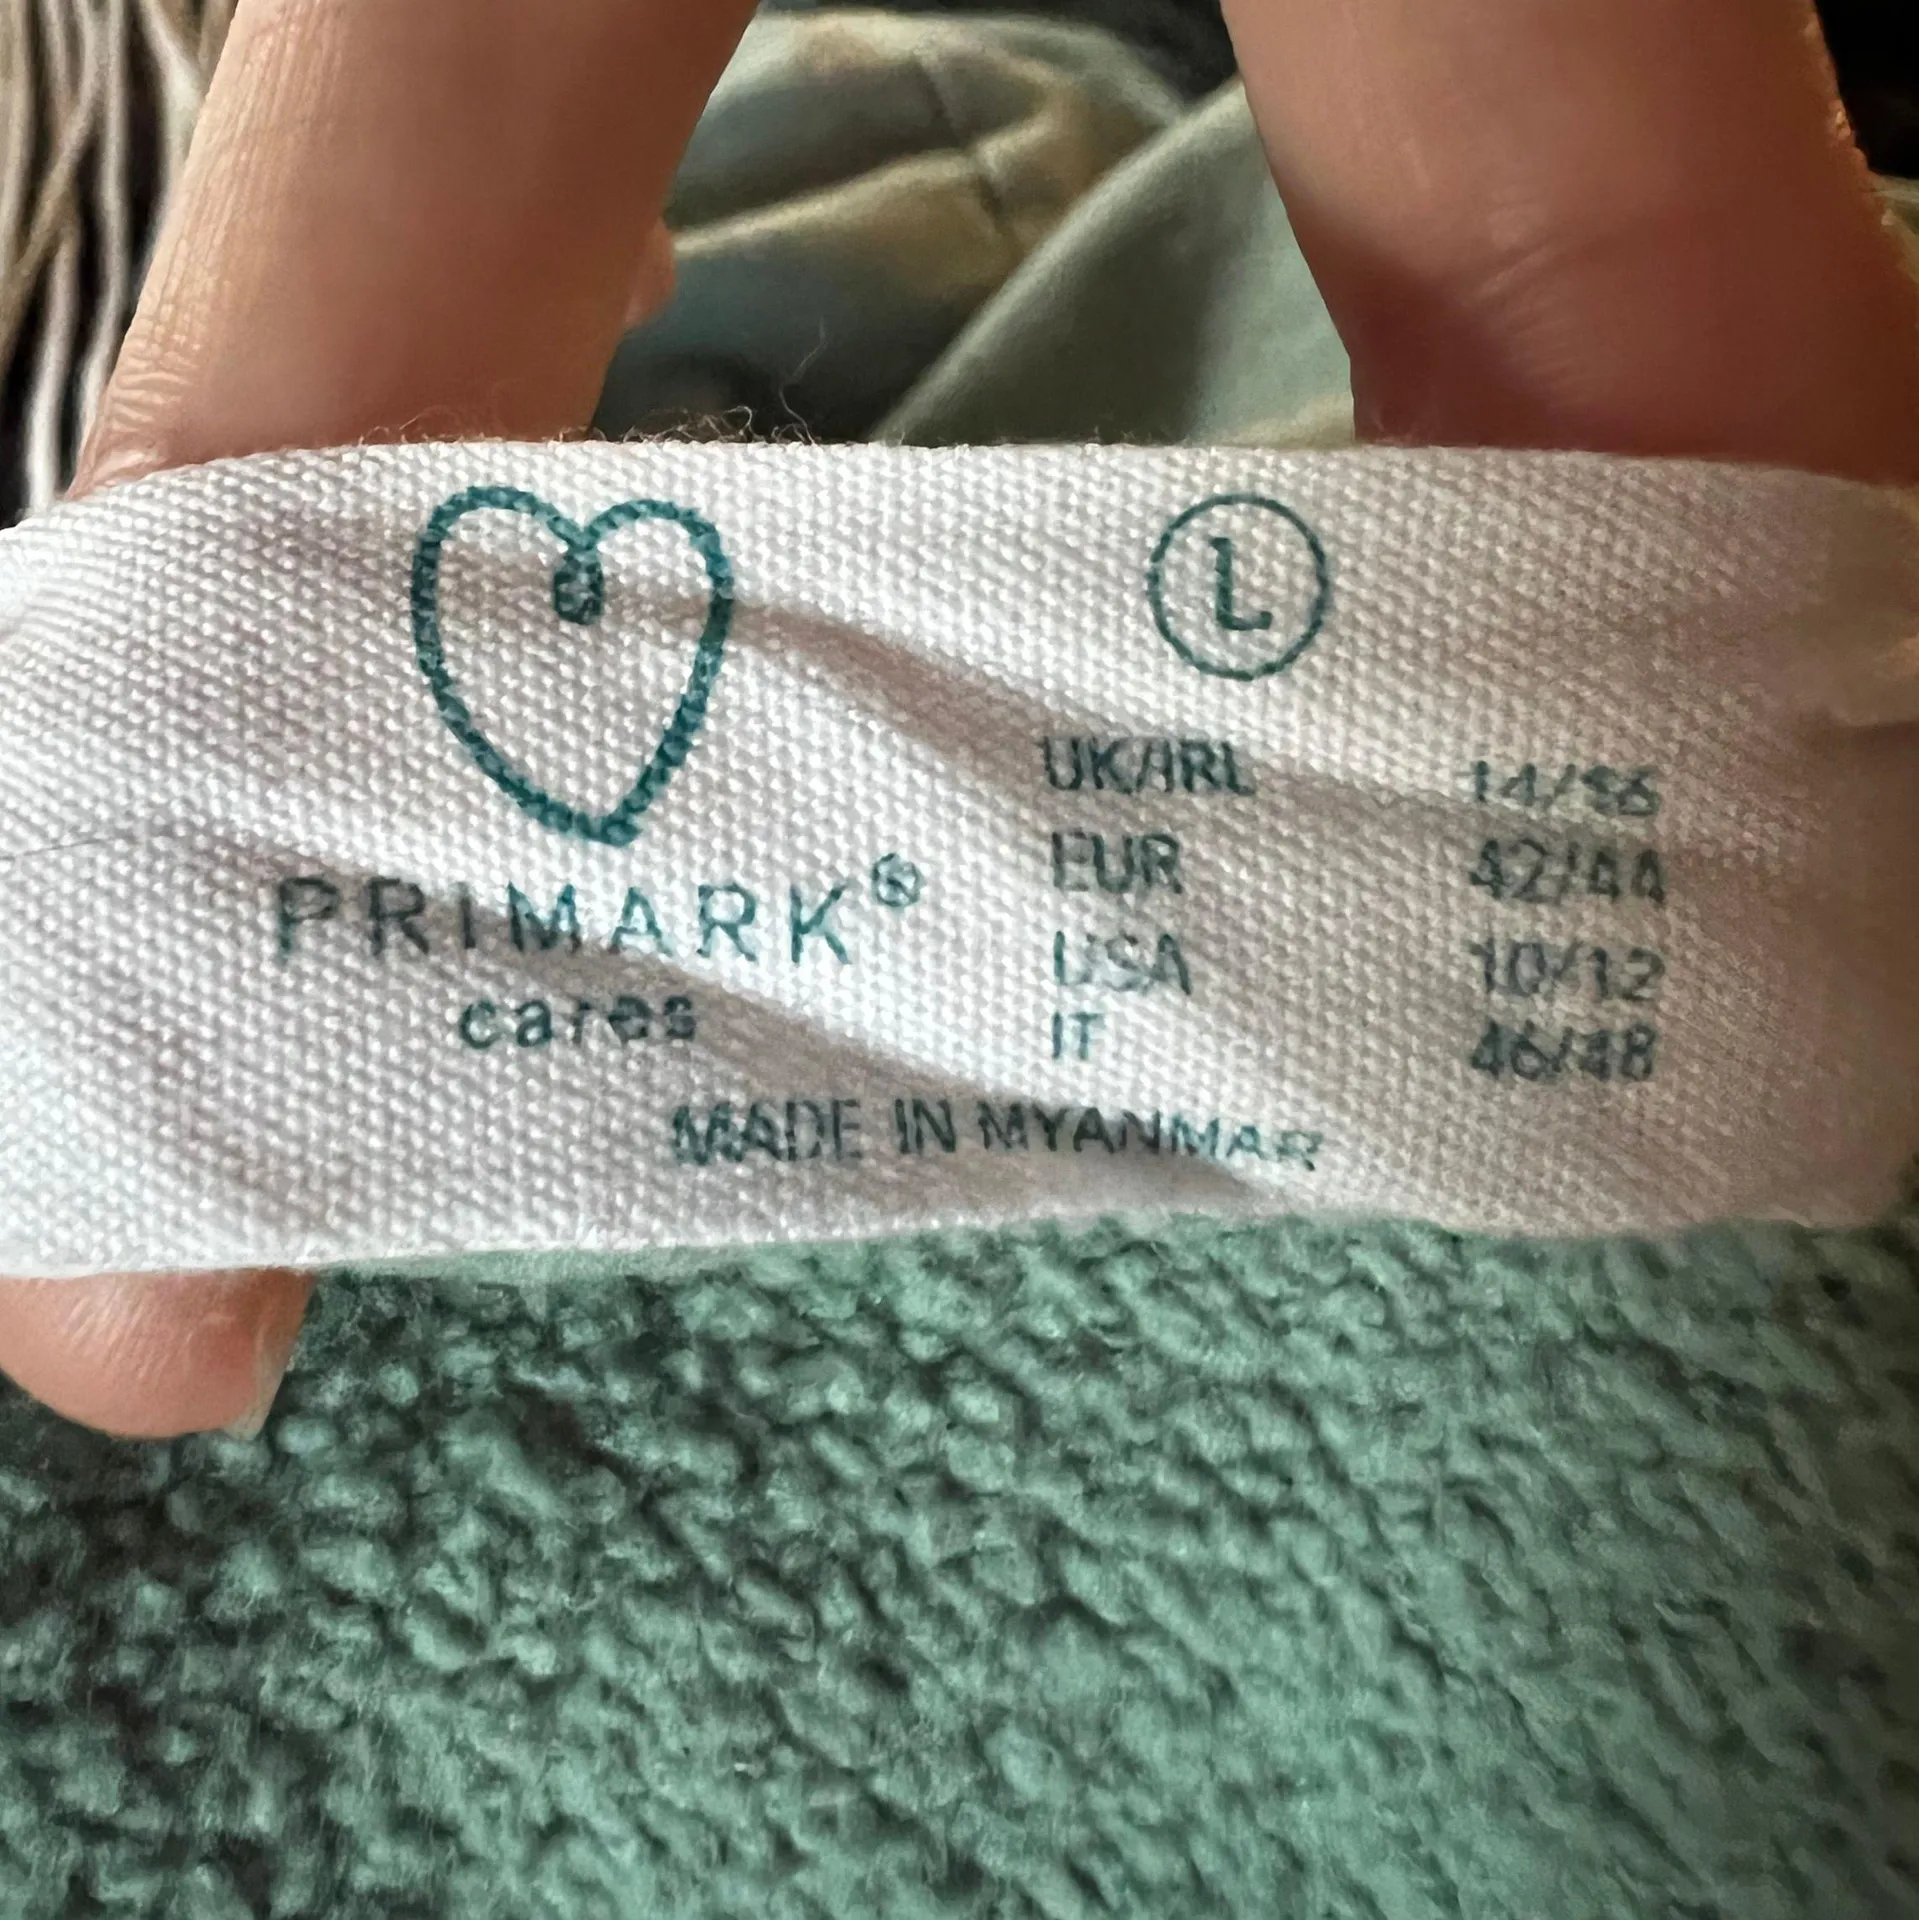 L
PRIMARK®
cares
UK/IRL 14/16
EUR 42/44
USA 10/12
IT 46/48
MADE IN MYANMAR